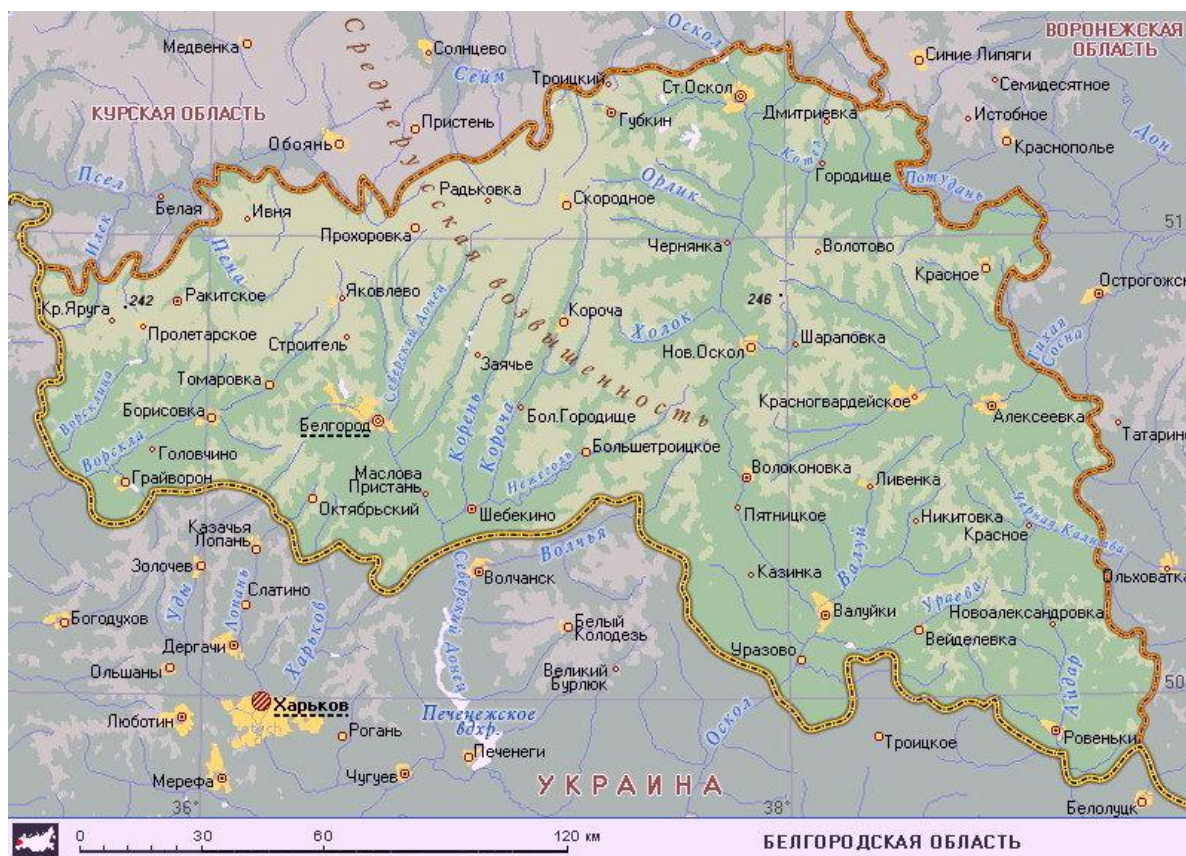 ВОРОНЕЖСКАЯ
ОБЛАСТЬ
Оскол
Медвенка
Солнцево
Синие Липяги
Среднерусская возвышенность
Сейм
Троицкий
Ст.Оскол
Семидесятное
КУРСКАЯ ОБЛАСТЬ
Пристень
Губкин
Дмитриевка
Истобное
Дон
Обоянь
Котел
Краснополье
Псел
Радьковка
Орлик
Городище
Потудань
Белая
Ивня
Скородное
Илек
Пена
Прохоровка
Чернянка
Волотово
51
Красное
Острогожск
Кр.Яруга
242
Ракитское
Яковлево
Северский Донец
246
Короча
Пролетарское
Строитель
Холок
Шараповка
Тихая
Сосна
Заячье
Нов.Оскол
Томаровка
Ворсклица
Борисовка
Белгород
Корень
Короча
Бол.Городище
Красногвардейское
Алексеевка
Татарино
Ворскла
Головчино
Большетроицкое
Маслова
Пристань
Нежеголь
Волоконовка
Грайворон
Октябрьский
Шебекино
Ливенка
Пятницкое
Никитовка
Красное
Черная Калитва
Казачья
Лопань
Волчья
Золочев
Волчанск
Казинка
Валуй
Ольховатка
Уды
Лопань
Слатино
Харьков
Северский Донец
Богодухов
Белый
Колодезь
Валуйки
Ураева
Новоалександровка
Вейделевка
Дергачи
Ольшаны
Великий
Бурлюк
Уразово
50
Харьков
Печенежское
вдхр.
Оскол
Айдар
Люботин
Рогань
Троицкое
Ровеньки
Печенеги
Мерефа
Чугуев
УКРАИНА
36°
38°
Белолуцк
0 30 60 120 км
БЕЛГОРОДСКАЯ ОБЛАСТЬ